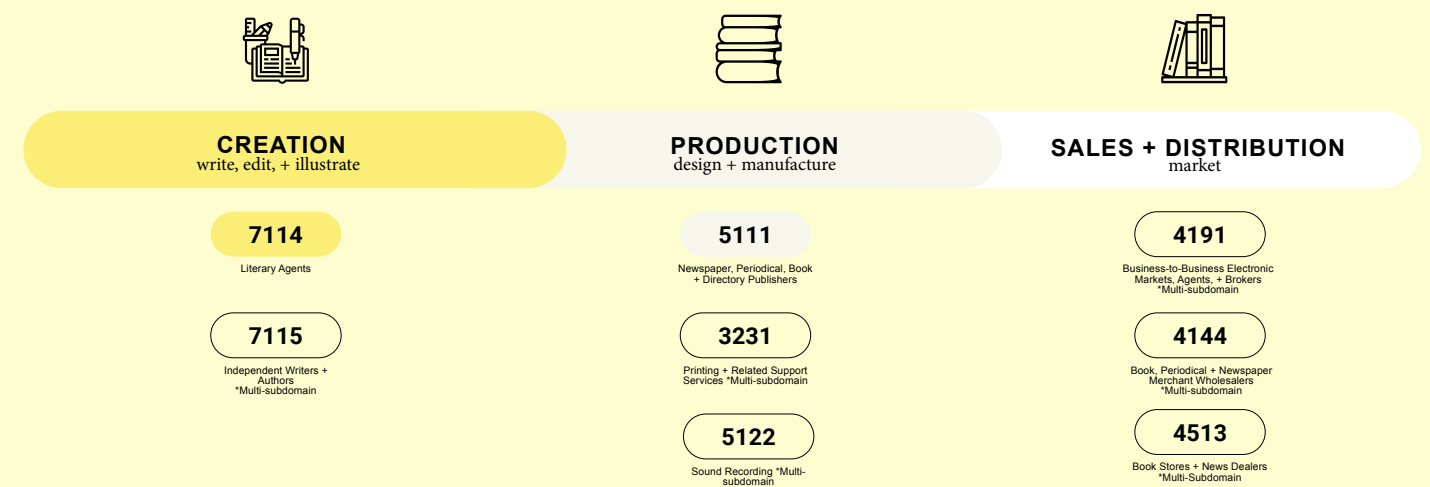 CREATION
write, edit, + illustrate
PRODUCTION
design + manufacture
SALES + DISTRIBUTION
market
7114
Literary Agents
7115
Independent Writers +
Authors
*Multi-subdomain
5111
Newspaper, Periodical, Book
+ Directory Publishers
3231
Printing + Related Support
Services *Multi-subdomain
5122
Sound Recording *Multi-
subdomain
4191
Business-to-Business Electronic
Markets, Agents, + Brokers
*Multi-subdomain
4144
Book, Periodical + Newspaper
Merchant Wholesalers
*Multi-subdomain
4513
Book Stores + News Dealers
*Multi-Subdomain